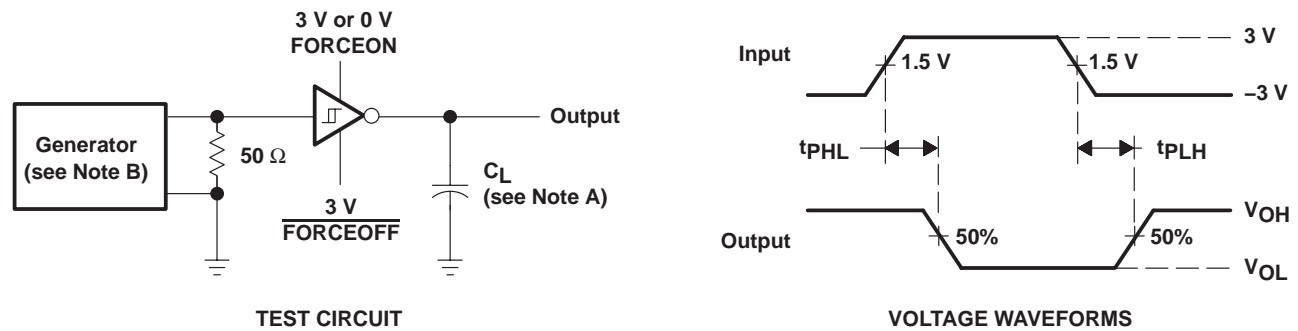 3 V or 0 V
FORCEON
Generator
(see Note B)
50 Ω
Output
CL
(see Note A)
3 V
FORCEOFF
TEST CIRCUIT
Input
1.5 V
1.5 V
3 V
–3 V
tPHL
tPLH
Output
50%
50%
VOH
VOL
VOLTAGE WAVEFORMS